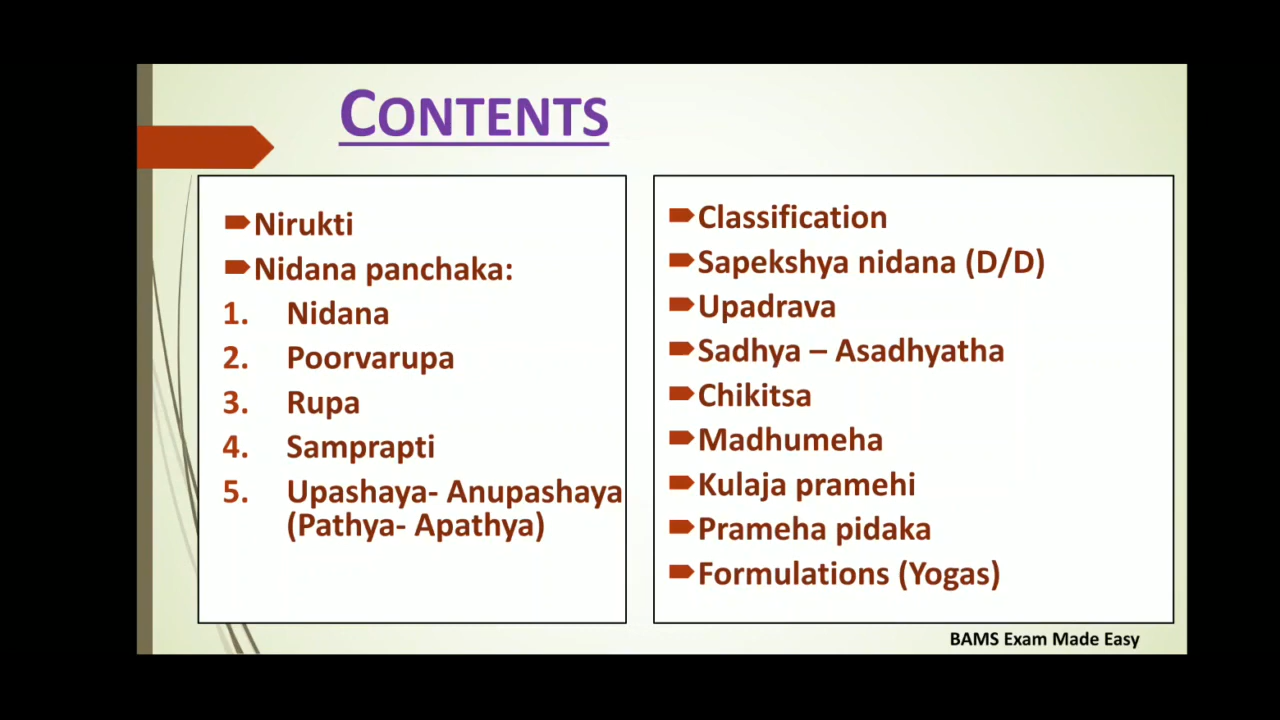 CONTENTS
Nirukti
Nidana panchaka:
1. Nidana
2. Poorvarupa
3. Rupa
4. Samprapti
5. Upashaya- Anupashaya
(Pathya- Apathya)
Classification
Sapekshya nidana (D/D)
Upadrava
Sadhya – Asadhyatha
Chikitsa
Madhumeha
Kulaja pramehi
Prameha pidaka
Formulations (Yogas)
BAMS Exam Made Easy